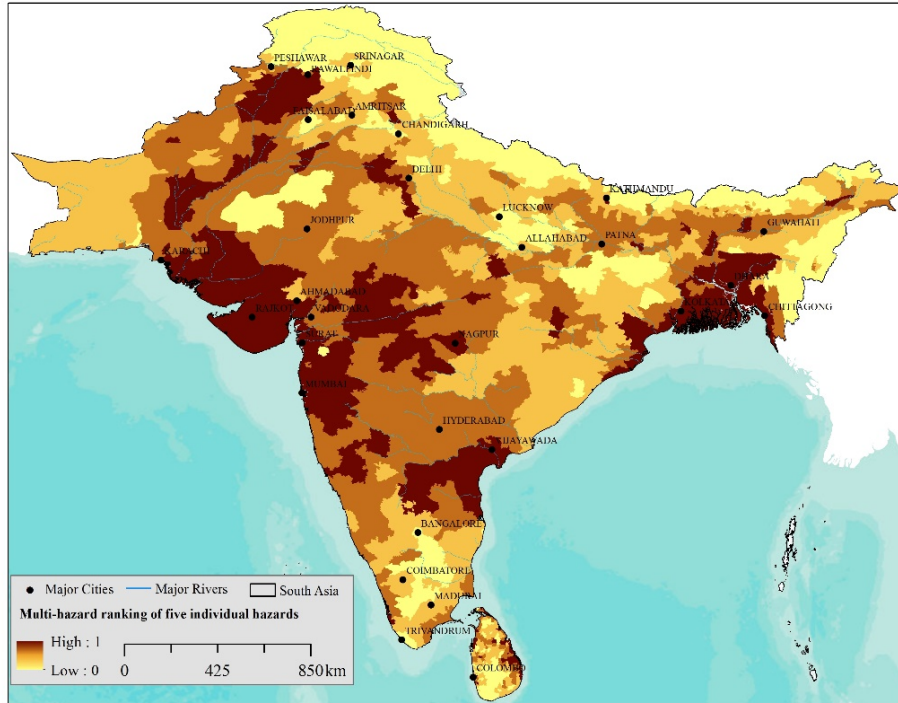 PESHAWAR
SRINAGAR
RAWALPINDI
FAISALABAD
AMRITSAR
CHANDIGARH
DELHI
KATHMANDU
LUCKNOW
JODHPUR
GUWAHATI
ALLAHABAD
PATNA
KARACHI
DHAKA
AHMADABAD
RAJKOT
VADODARA
KOLKATA
CHITTAGONG
SURAT
NAGPUR
MUMBAI
HYDERABAD
VIJAYAWADA
BANGALORE
COIMBATORE
MADURAI
TRIVANDRUM
COLOMBO
Major Cities Major Rivers South Asia
Multi-hazard ranking of five individual hazards
High : 1
Low : 0
0 425 850 km